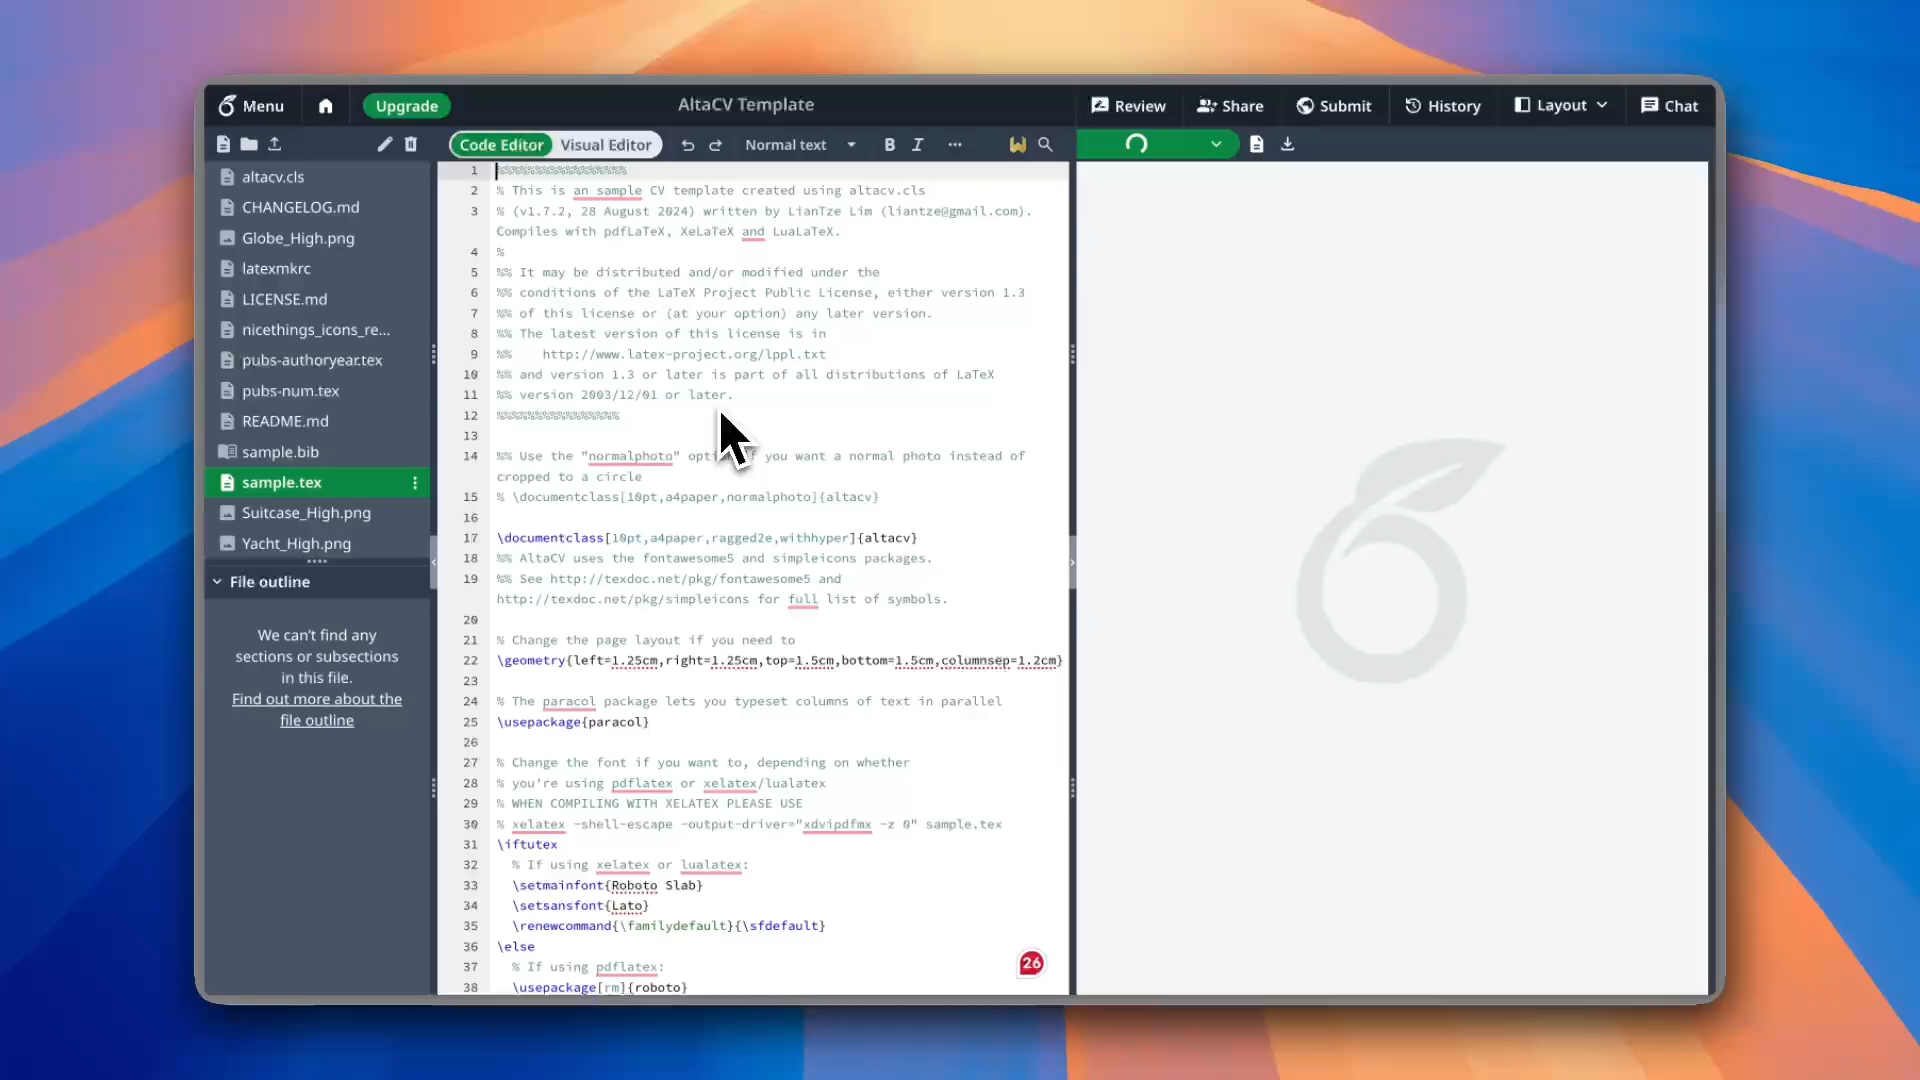 Menu
Upgrade
AltaCV Template
Review
Share
Submit
History
Layout
Chat
Code Editor
Visual Editor
Normal text
B
I
altacv.cls
CHANGELOG.md
Globe_High.png
latexmkrc
LICENSE.md
nicethings_icons_re...
pubs-authoryear.tex
pubs-num.tex
README.md
sample.bib
sample.tex
Suitcase_High.png
Yacht_High.png
File outline
We can't find any
sections or subsections
in this file.
Find out more about the
file outline
1
2 % This is an sample CV template created using altacv.cls
3 % (v1.7.2, 28 August 2024) written by LianTze Lim (liantze@gmail.com).
Compiles with pdfLaTeX, XeLaTeX and LuaLaTeX.
4 %
5 %% It may be distributed and/or modified under the
6 %% conditions of the LaTeX Project Public License, either version 1.3
7 %% of this license or (at your option) any later version.
8 %% The latest version of this license is in
9 %%    http://www.latex-project.org/lppl.txt
10 %% and version 1.3 or later is part of all distributions of LaTeX
11 %% version 2003/12/01 or later.
12
13
14 %% Use the "normalphoto" you want a normal photo instead of
cropped to a circle
15 % \documentclass[10pt,a4paper,normalphoto]{altacv}
16
17 \documentclass[10pt,a4paper,ragged2e,withhyper]{altacv}
18 %% AltaCV uses the fontawesome5 and simpleicons packages.
19 %% See http://texdoc.net/pkg/fontawesome5 and
http://texdoc.net/pkg/simpleicons for full list of symbols.
20
21 % Change the page layout if you need to
22 \geometry{left=1.25cm,right=1.25cm,top=1.5cm,bottom=1.5cm,columnsep=1.2cm}
23
24 % The paracol package lets you typeset columns of text in parallel
25 \usepackage{paracol}
26
27 % Change the font if you want to, depending on whether
28 % you're using pdflatex or xelatex/lualatex
29 % WHEN COMPILING WITH XELATEX PLEASE USE
30 % xelatex -shell-escape -output-driver="xdvipdfmx -z 0" sample.tex
31 \iftutex
32   % If using xelatex or lualatex:
33   \setmainfont{Roboto Slab}
34   \setsansfont{Lato}
35   \renewcommand{\familydefault}{\sfdefault}
36 \else
37   % If using pdflatex:
38   \usepackage[rm]{roboto}
26